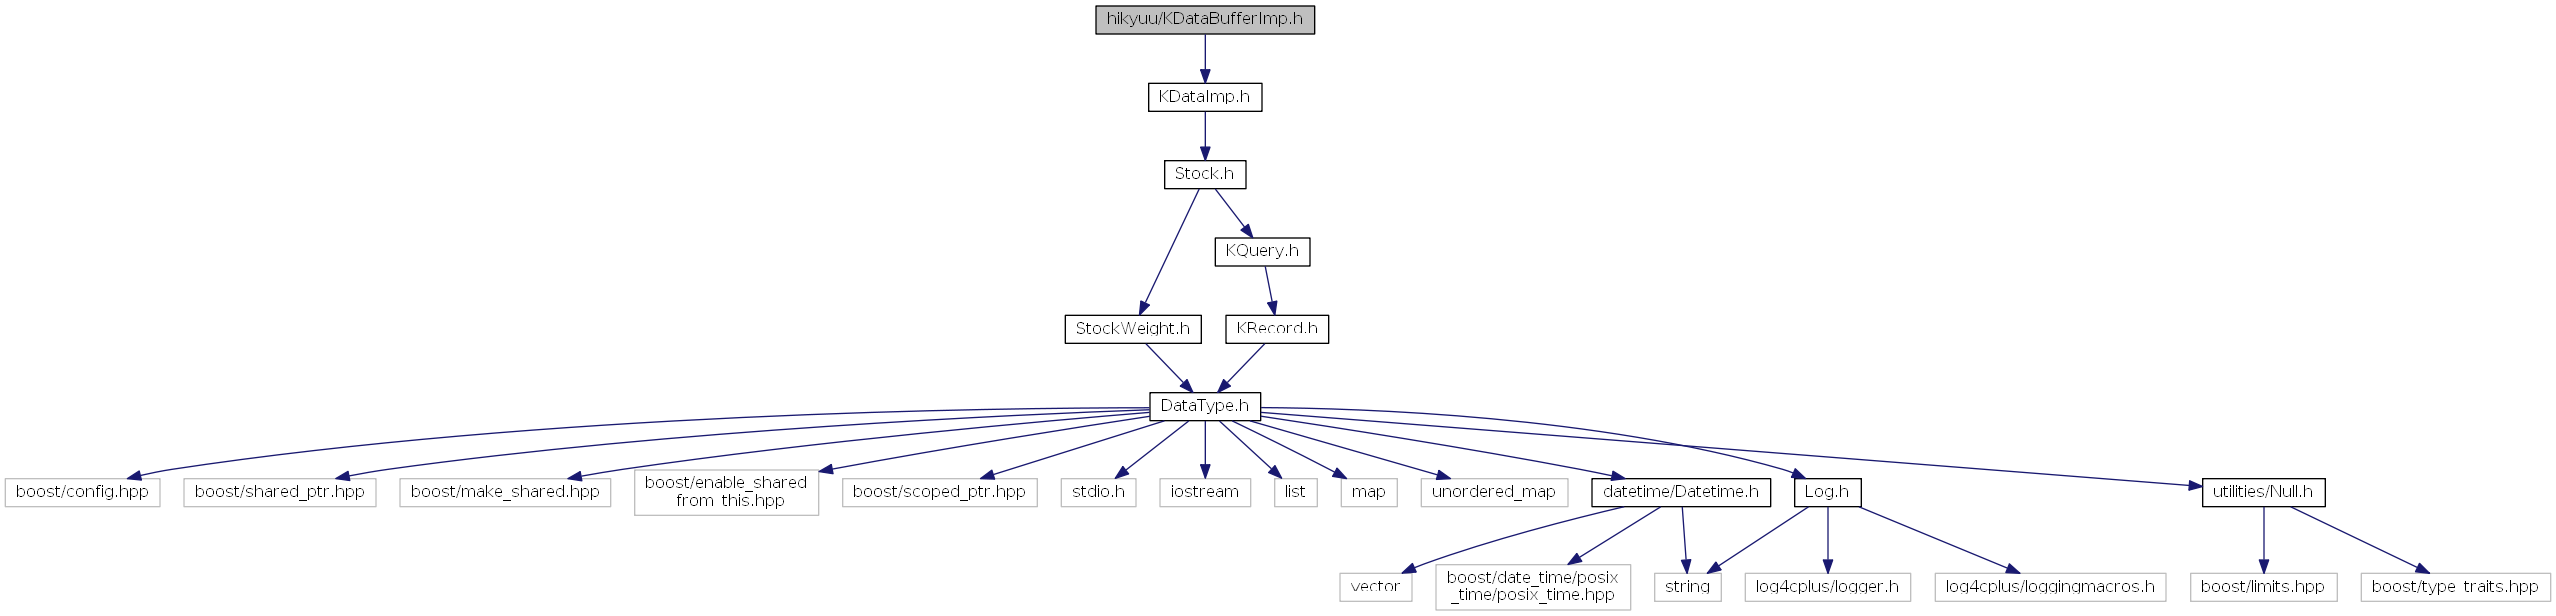 hikyuu/KDataBufferImp.h
KDataImp.h
Stock.h
KQuery.h
StockWeight.h
KRecord.h
DataType.h
boost/config.hpp
boost/shared_ptr.hpp
boost/make_shared.hpp
boost/enable_shared
_from_this.hpp
boost/scoped_ptr.hpp
stdio.h
iostream
list
map
unordered_map
datetime/Datetime.h
Log.h
utilities/Null.h
vector
boost/date_time/posix
_time/posix_time.hpp
string
log4cplus/logger.h
log4cplus/loggingmacros.h
boost/limits.hpp
boost/type_traits.hpp